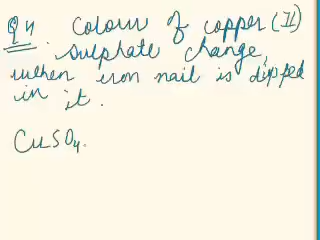 Q4. Colour of copper (II)
sulphate change,
when iron nail is dipped
in it.
CuSO4.